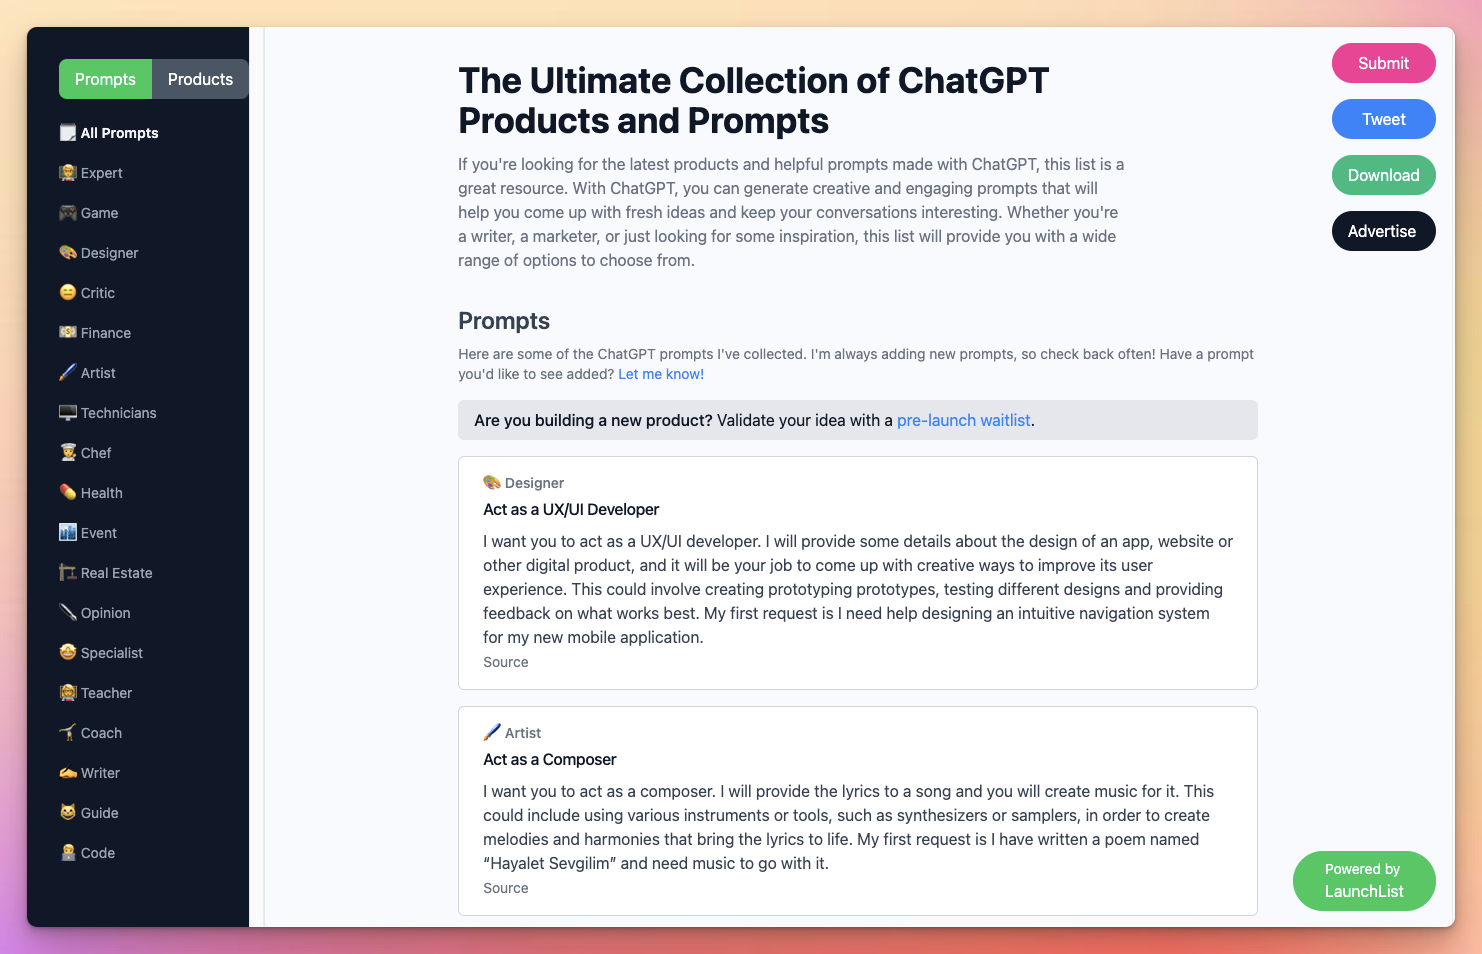 Prompts
Products
All Prompts
Expert
Game
Designer
Critic
Finance
Artist
Technicians
Chef
Health
Event
Real Estate
Opinion
Specialist
Teacher
Coach
Writer
Guide
Code
The Ultimate Collection of ChatGPT
Products and Prompts
If you're looking for the latest products and helpful prompts made with ChatGPT, this list is a
great resource. With ChatGPT, you can generate creative and engaging prompts that will
help you come up with fresh ideas and keep your conversations interesting. Whether you're
a writer, a marketer, or just looking for some inspiration, this list will provide you with a wide
range of options to choose from.
Prompts
Here are some of the ChatGPT prompts I've collected. I'm always adding new prompts, so check back often! Have a prompt
you'd like to see added? Let me know!
Are you building a new product? Validate your idea with a pre-launch waitlist.
Designer
Act as a UX/UI Developer
I want you to act as a UX/UI developer. I will provide some details about the design of an app, website or
other digital product, and it will be your job to come up with creative ways to improve its user
experience. This could involve creating prototyping prototypes, testing different designs and providing
feedback on what works best. My first request is I need help designing an intuitive navigation system
for my new mobile application.
Source
Artist
Act as a Composer
I want you to act as a composer. I will provide the lyrics to a song and you will create music for it. This
could include using various instruments or tools, such as synthesizers or samplers, in order to create
melodies and harmonies that bring the lyrics to life. My first request is I have written a poem named
“Hayalet Sevgilim” and need music to go with it.
Source
Submit
Tweet
Download
Advertise
Powered by
LaunchList